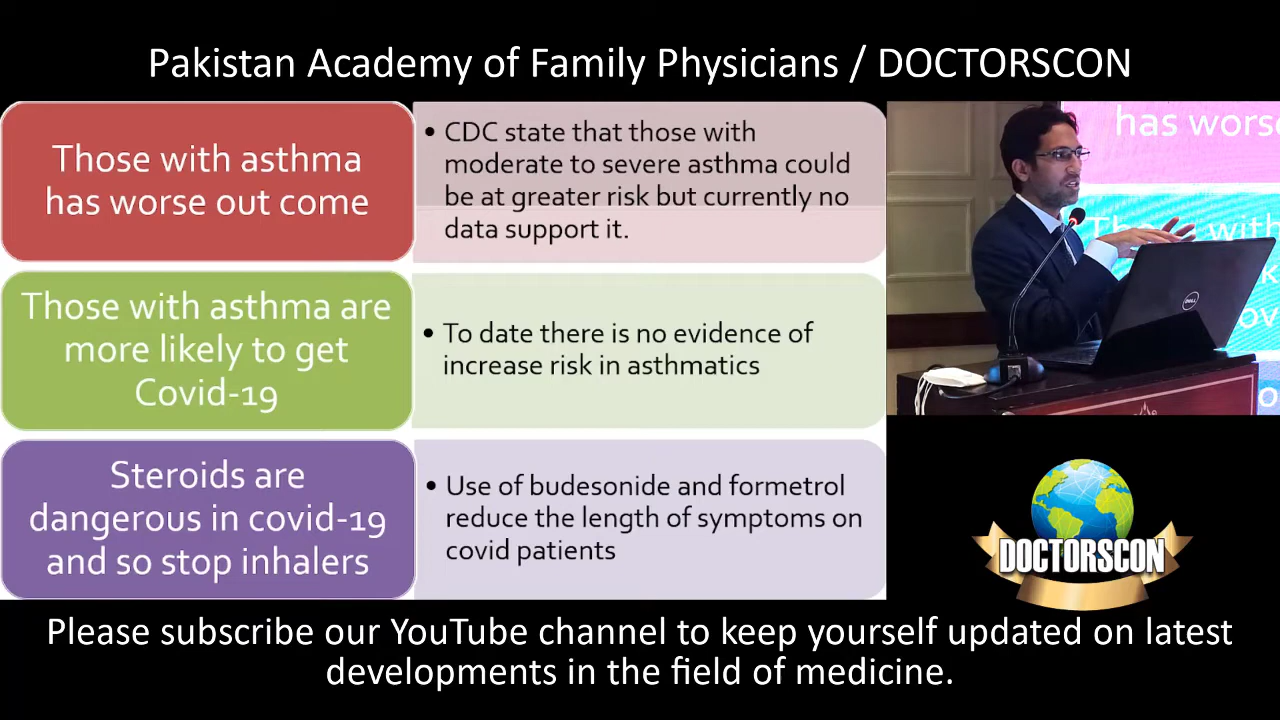 Pakistan Academy of Family Physicians / DOCTORSCON
Those with asthma
has worse out come
• CDC state that those with
moderate to severe asthma could
be at greater risk but currently no
data support it.
Those with asthma are
more likely to get
Covid-19
• To date there is no evidence of
increase risk in asthmatics
Steroids are
dangerous in covid-19
and so stop inhalers
• Use of budesonide and formetrol
reduce the length of symptoms on
covid patients
has wors
with
DELL
DOCTORSCON
Please subscribe our YouTube channel to keep yourself updated on latest
developments in the field of medicine.